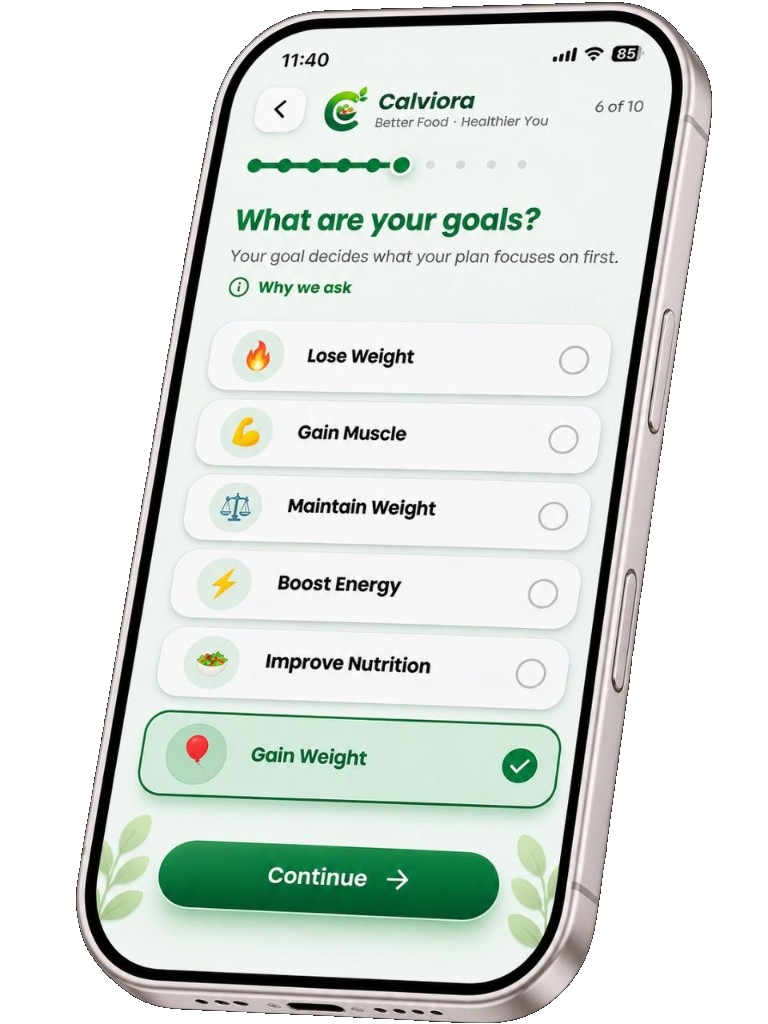 11:40
85
Calviora
Better Food · Healthier You
6 of 10
What are your goals?
Your goal decides what your plan focuses on first.
Why we ask
Lose Weight
Gain Muscle
Maintain Weight
Boost Energy
Improve Nutrition
Gain Weight
Continue